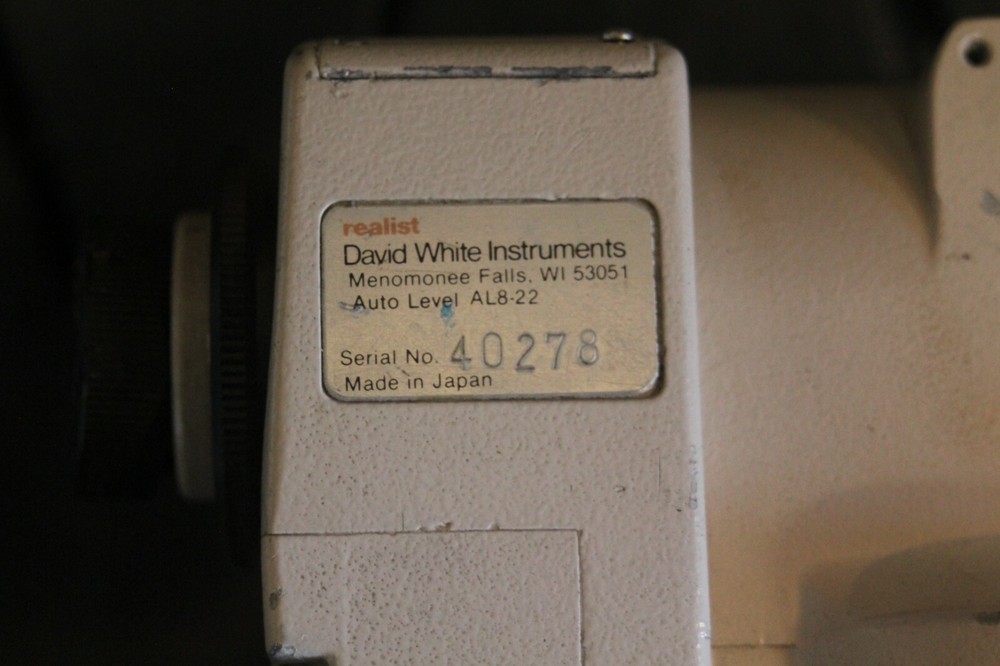 realist
David White Instruments
Menomonee Falls, WI 53051
Auto Level AL8-22
Serial No. 40278
Made in Japan